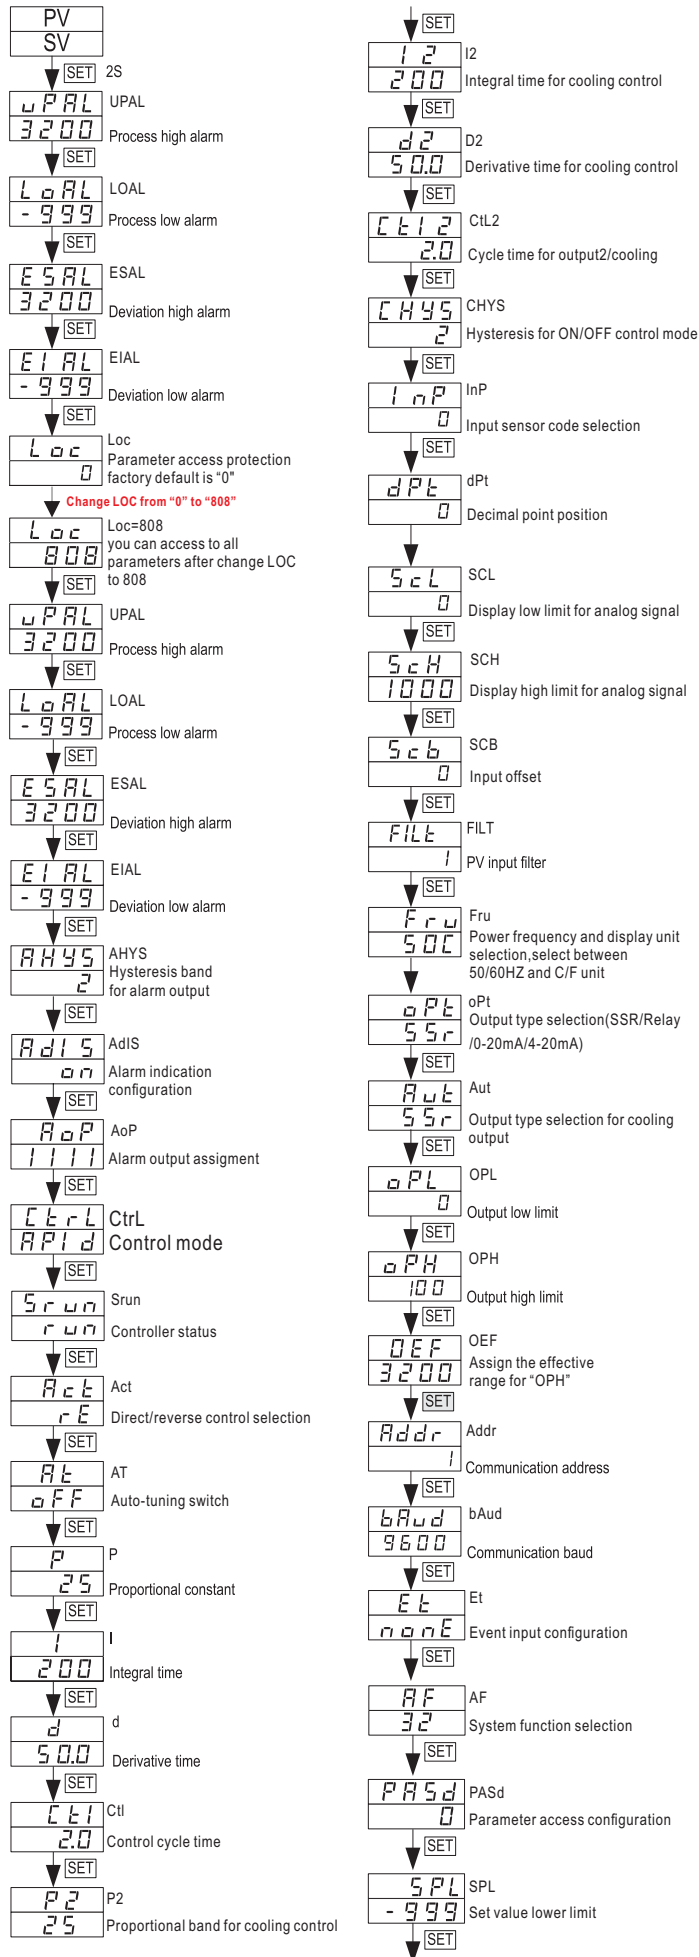 PV
SV
SET 2S
uPAL UPAL
3200 Process high alarm
SET
LoAL LOAL
-999 Process low alarm
SET
ESAL ESAL
3200 Deviation high alarm
SET
EIAL EIAL
-999 Deviation low alarm
SET
Loc Loc
Parameter access protection
0 factory default is “0"
Change LOC from “0” to “808”
Loc Loc=808
you can access to all
808 parameters after change LOC
SET to 808
uPAL UPAL
3200 Process high alarm
SET
LoAL LOAL
-999 Process low alarm
SET
ESAL ESAL
3200 Deviation high alarm
SET
EIAL EIAL
-999 Deviation low alarm
SET
AHYS AHYS
Hysteresis band
2 for alarm output
SET
AdIS AdIS
on Alarm indication
configuration
SET
AoP AoP
1111 Alarm output assigment
SET
CtrL CtrL
APId Control mode
SET
Srun Srun
run Controller status
SET
Act Act
rE Direct/reverse control selection
SET
At AT
oFF Auto-tuning switch
SET
P P
25 Proportional constant
SET
I I
200 Integral time
SET
d d
50.0 Derivative time
SET
CtI Ctl
2.0 Control cycle time
SET
P2 P2
25 Proportional band for cooling control
SET
I2 I2
200 Integral time for cooling control
SET
d2 D2
50.0 Derivative time for cooling control
SET
CtI2 CtL2
2.0 Cycle time for output2/cooling
SET
CHYS CHYS
2 Hysteresis for ON/OFF control mode
SET
InP InP
0 Input sensor code selection
SET
dPt dPt
0 Decimal point position
ScL SCL
0 Display low limit for analog signal
SET
ScH SCH
1000 Display high limit for analog signal
SET
Scb SCB
0 Input offset
SET
FILt FILT
1 PV input filter
SET
Fru Fru
50C Power frequency and display unit
selection,select between
50/60HZ and C/F unit
oPt oPt
Output type selection(SSR/Relay
SSr /0-20mA/4-20mA)
SET
Aut Aut
SSr Output type selection for cooling
output
SET
oPL OPL
0 Output low limit
SET
oPH OPH
100 Output high limit
SET
OEF OEF
3200 Assign the effective
range for “OPH”
SET
Addr Addr
1 Communication address
SET
bAud bAud
9600 Communication baud
SET
Et Et
nonE Event input configuration
SET
AF AF
32 System function selection
SET
PASd PASd
0 Parameter access configuration
SET
SPL SPL
-999 Set value lower limit
SET